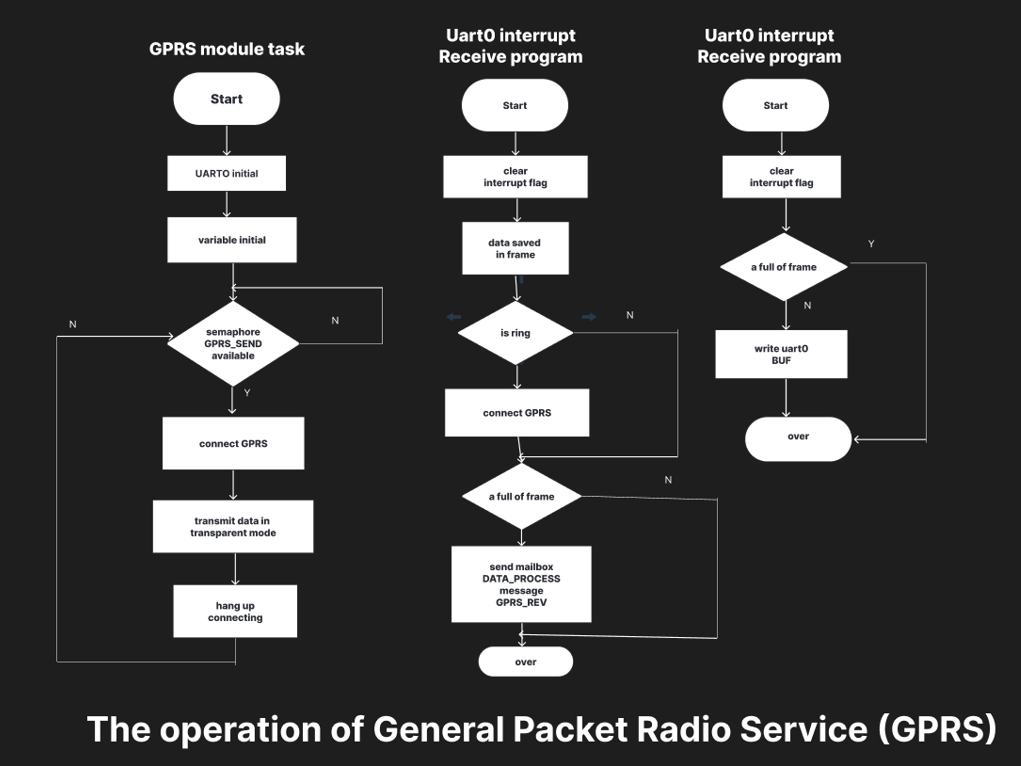 GPRS module task
Start
UARTO initial
variable initial
N
N
semaphore
GPRS_SEND
available
Y
connect GPRS
transmit data in
transparent mode
hang up
connecting
Uart0 interrupt
Receive program
Start
clear
interrupt flag
data saved
in frame
N
is ring
connect GPRS
N
a full of frame
send mailbox
DATA_PROCESS
message
GPRS_REV
over
Uart0 interrupt
Receive program
Start
clear
interrupt flag
Y
a full of frame
N
write uart0
BUF
over
The operation of General Packet Radio Service (GPRS)